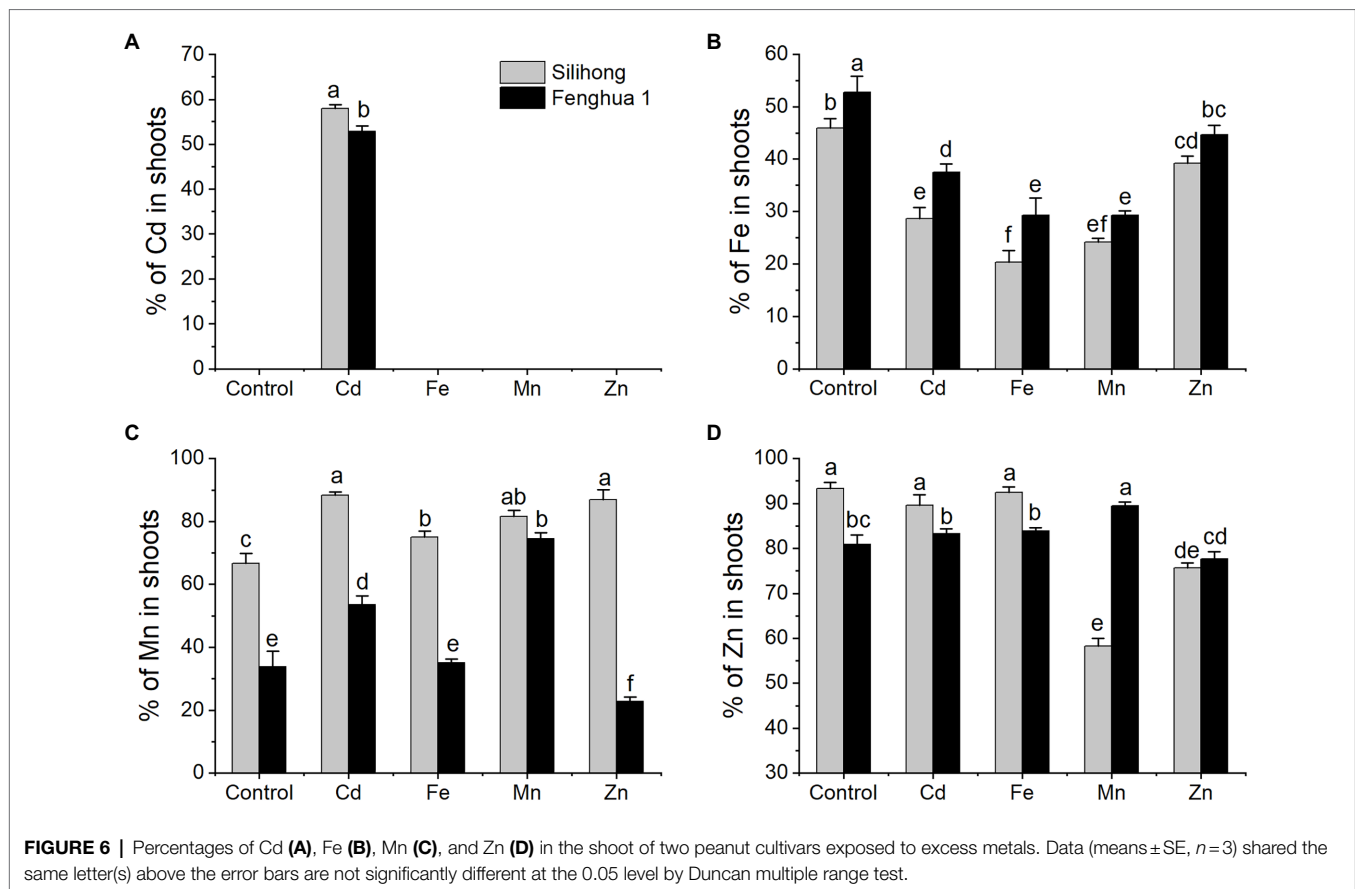 A
% of Cd in shoots
70
60
50
40
30
20
10
0
a
b
Silihong
Fenghua 1
Control Cd Fe Mn Zn
B
% of Fe in shoots
60
50
40
30
20
10
0
b a e d f e ef e cd bc
Control Cd Fe Mn Zn
C
% of Mn in shoots
100
80
60
40
20
0
c e a d b e ab b a f
Control Cd Fe Mn Zn
D
% of Zn in shoots
100
90
80
70
60
50
40
30
a bc a b a b e a de cd
Control Cd Fe Mn Zn
FIGURE 6 | Percentages of Cd (A), Fe (B), Mn (C), and Zn (D) in the shoot of two peanut cultivars exposed to excess metals. Data (means ± SE, n = 3) shared the
same letter(s) above the error bars are not significantly different at the 0.05 level by Duncan multiple range test.